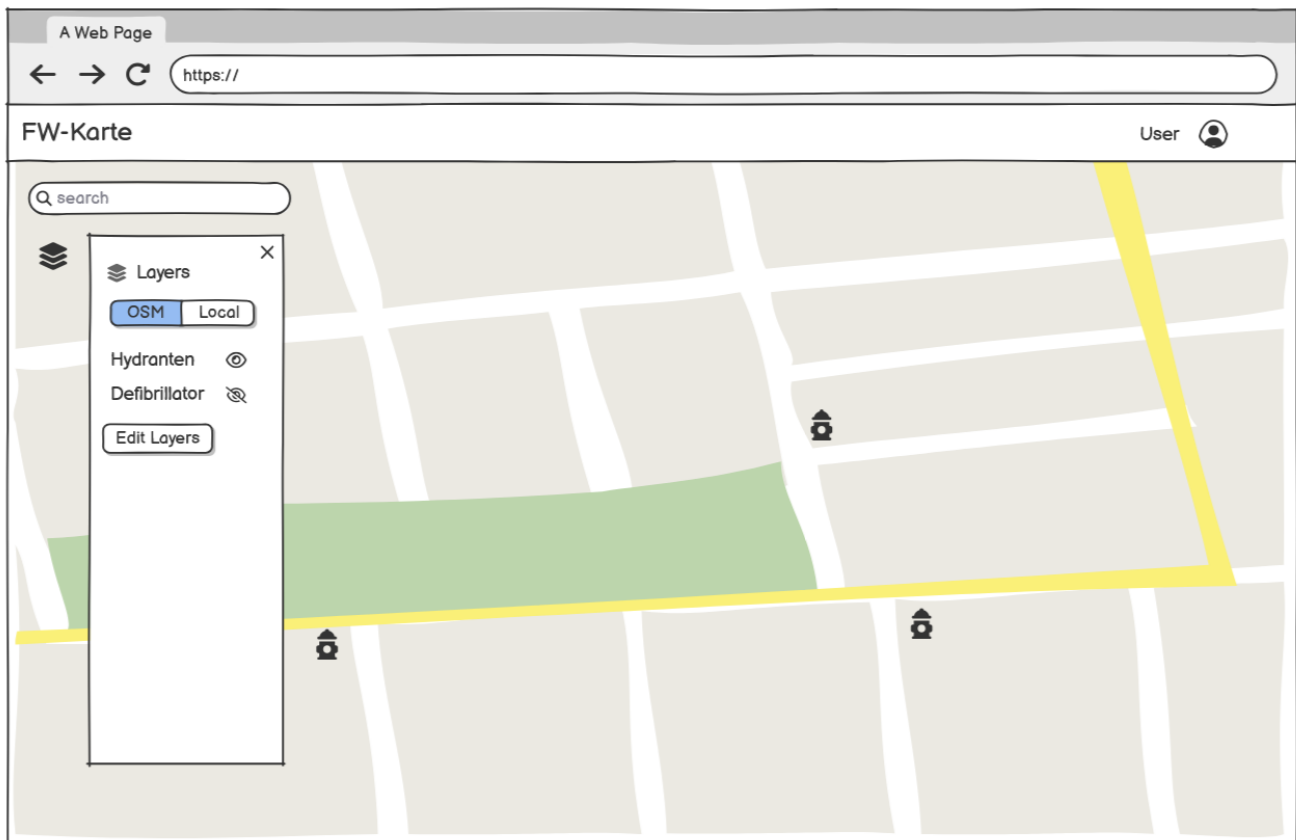 A Web Page
https://
FW-Karte
User
search
Layers
OSM Local
Hydranten
Defibrillator
Edit Layers